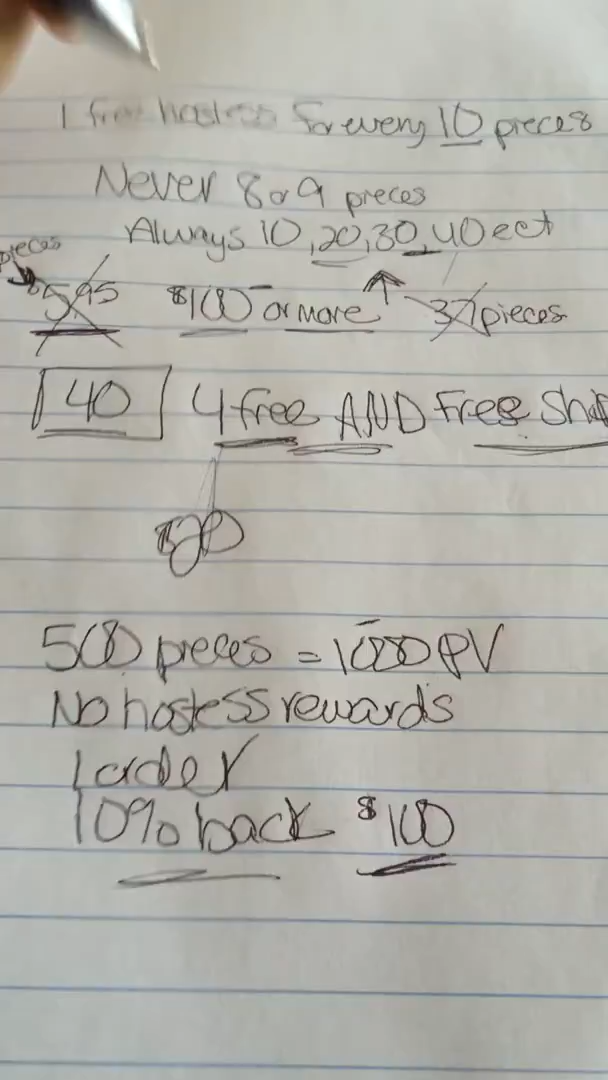 1 free hostess for every 10 pieces
Never 8 or 9 pieces
Always 10, 20, 30, 40 ect
pieces
$5.95 $100 or more 37 pieces
40 4 free AND Free Ship
$20
500 pieces = 1000 PV
No hostess rewards
1 order
10% back $100